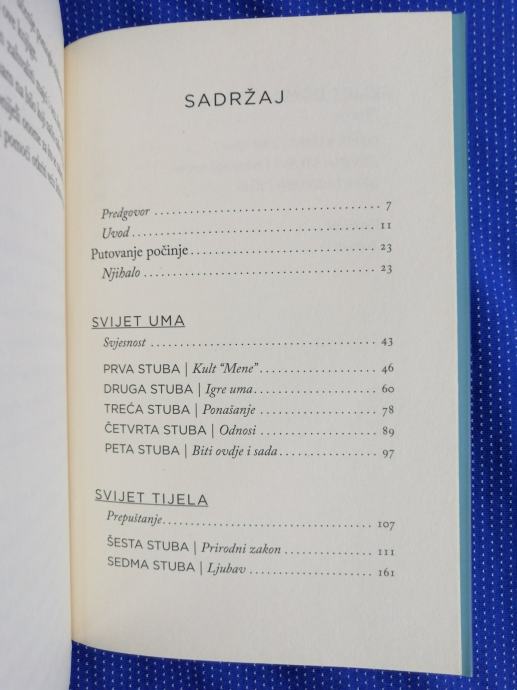 SADRŽAJ
Predgovor ........................................ 7
Uvod ........................................ 11
Putovanje počinje ........................................ 23
Njihalo ........................................ 23
SVIJET UMA
Svjesnost ........................................ 43
PRVA STUBA | Kult “Mene” ........................................ 46
DRUGA STUBA | Igre uma ........................................ 60
TREĆA STUBA | Ponašanje ........................................ 78
ČETVRTA STUBA | Odnosi ........................................ 89
PETA STUBA | Biti ovdje i sada ........................................ 97
SVIJET TIJELA
Prepuštanje ........................................ 107
ŠESTA STUBA | Prirodni zakon ........................................ 111
SEDMA STUBA | Ljubav ........................................ 161